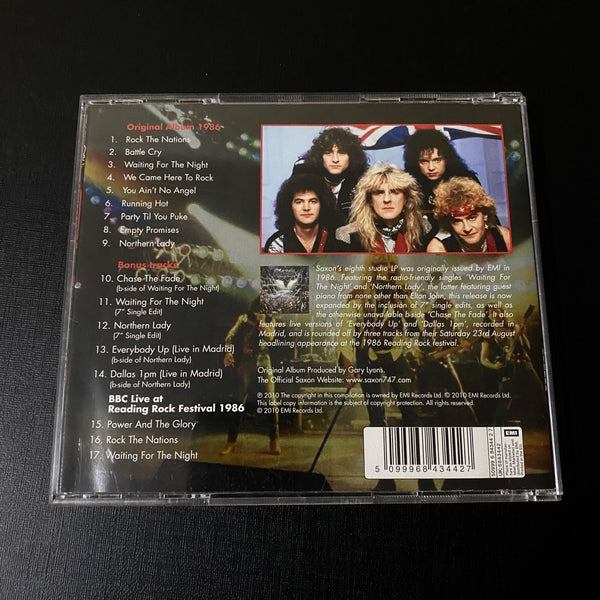 Original Album 1986
1. Rock The Nations
2. Battle Cry
3. Waiting For The Night
4. We Came Here To Rock
5. You Ain't No Angel
6. Running Hot
7. Party Til You Puke
8. Empty Promises
9. Northern Lady
Bonus tracks
10. Chase The Fade
(b-side of Waiting For The Night)
11. Waiting For The Night
(7" Single Edit)
12. Northern Lady
(7" Single Edit)
13. Everybody Up (Live in Madrid)
(b-side of Northern Lady)
14. Dallas 1pm (Live in Madrid)
(b-side of Northern Lady)
BBC Live at
Reading Rock Festival 1986
15. Power And The Glory
16. Rock The Nations
17. Waiting For The Night
Saxon's eighth studio LP was originally issued by EMI in
1986. Featuring the radio-friendly singles 'Waiting For
The Night' and 'Northern Lady', the latter featuring guest
piano from none other than Elton John, this release is now
expanded by the inclusion of 7" single edits, as well as
the otherwise unavailable b-side 'Chase The Fade'. It also
features live versions of 'Everybody Up' and 'Dallas 1pm', recorded in
Madrid, and is rounded off by three tracks from their Saturday 23rd August
headlining appearance at the 1986 Reading Rock festival.
Original Album Produced by Gary Lyons.
The Official Saxon Website: www.saxon747.com
℗ 2010 The copyright in this compilation is owned by EMI Records Ltd. © 2010 EMI Records Ltd.
This label copy information is the subject of copyright protection. All rights reserved.
© 2010 EMI Records Ltd.
5 099968 434427
EMI